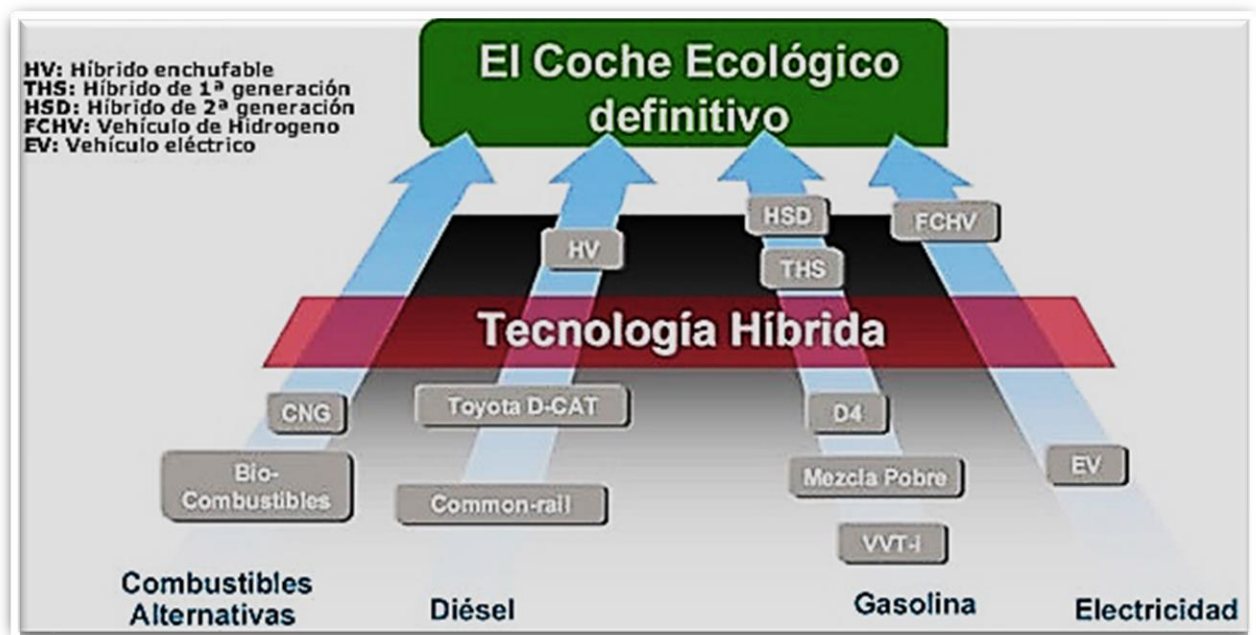 HV: Híbrido enchufable
THS: Híbrido de 1ª generación
HSD: Híbrido de 2ª generación
FCHV: Vehículo de Hidrogeno
EV: Vehículo eléctrico
El Coche Ecológico
definitivo
HSD
FCHV
HV
THS
Tecnología Híbrida
CNG
Toyota D-CAT
D4
Bio-
Combustibles
Mezcla Pobre
EV
Common-rail
VVT-i
Combustibles
Alternativas
Diésel
Gasolina
Electricidad